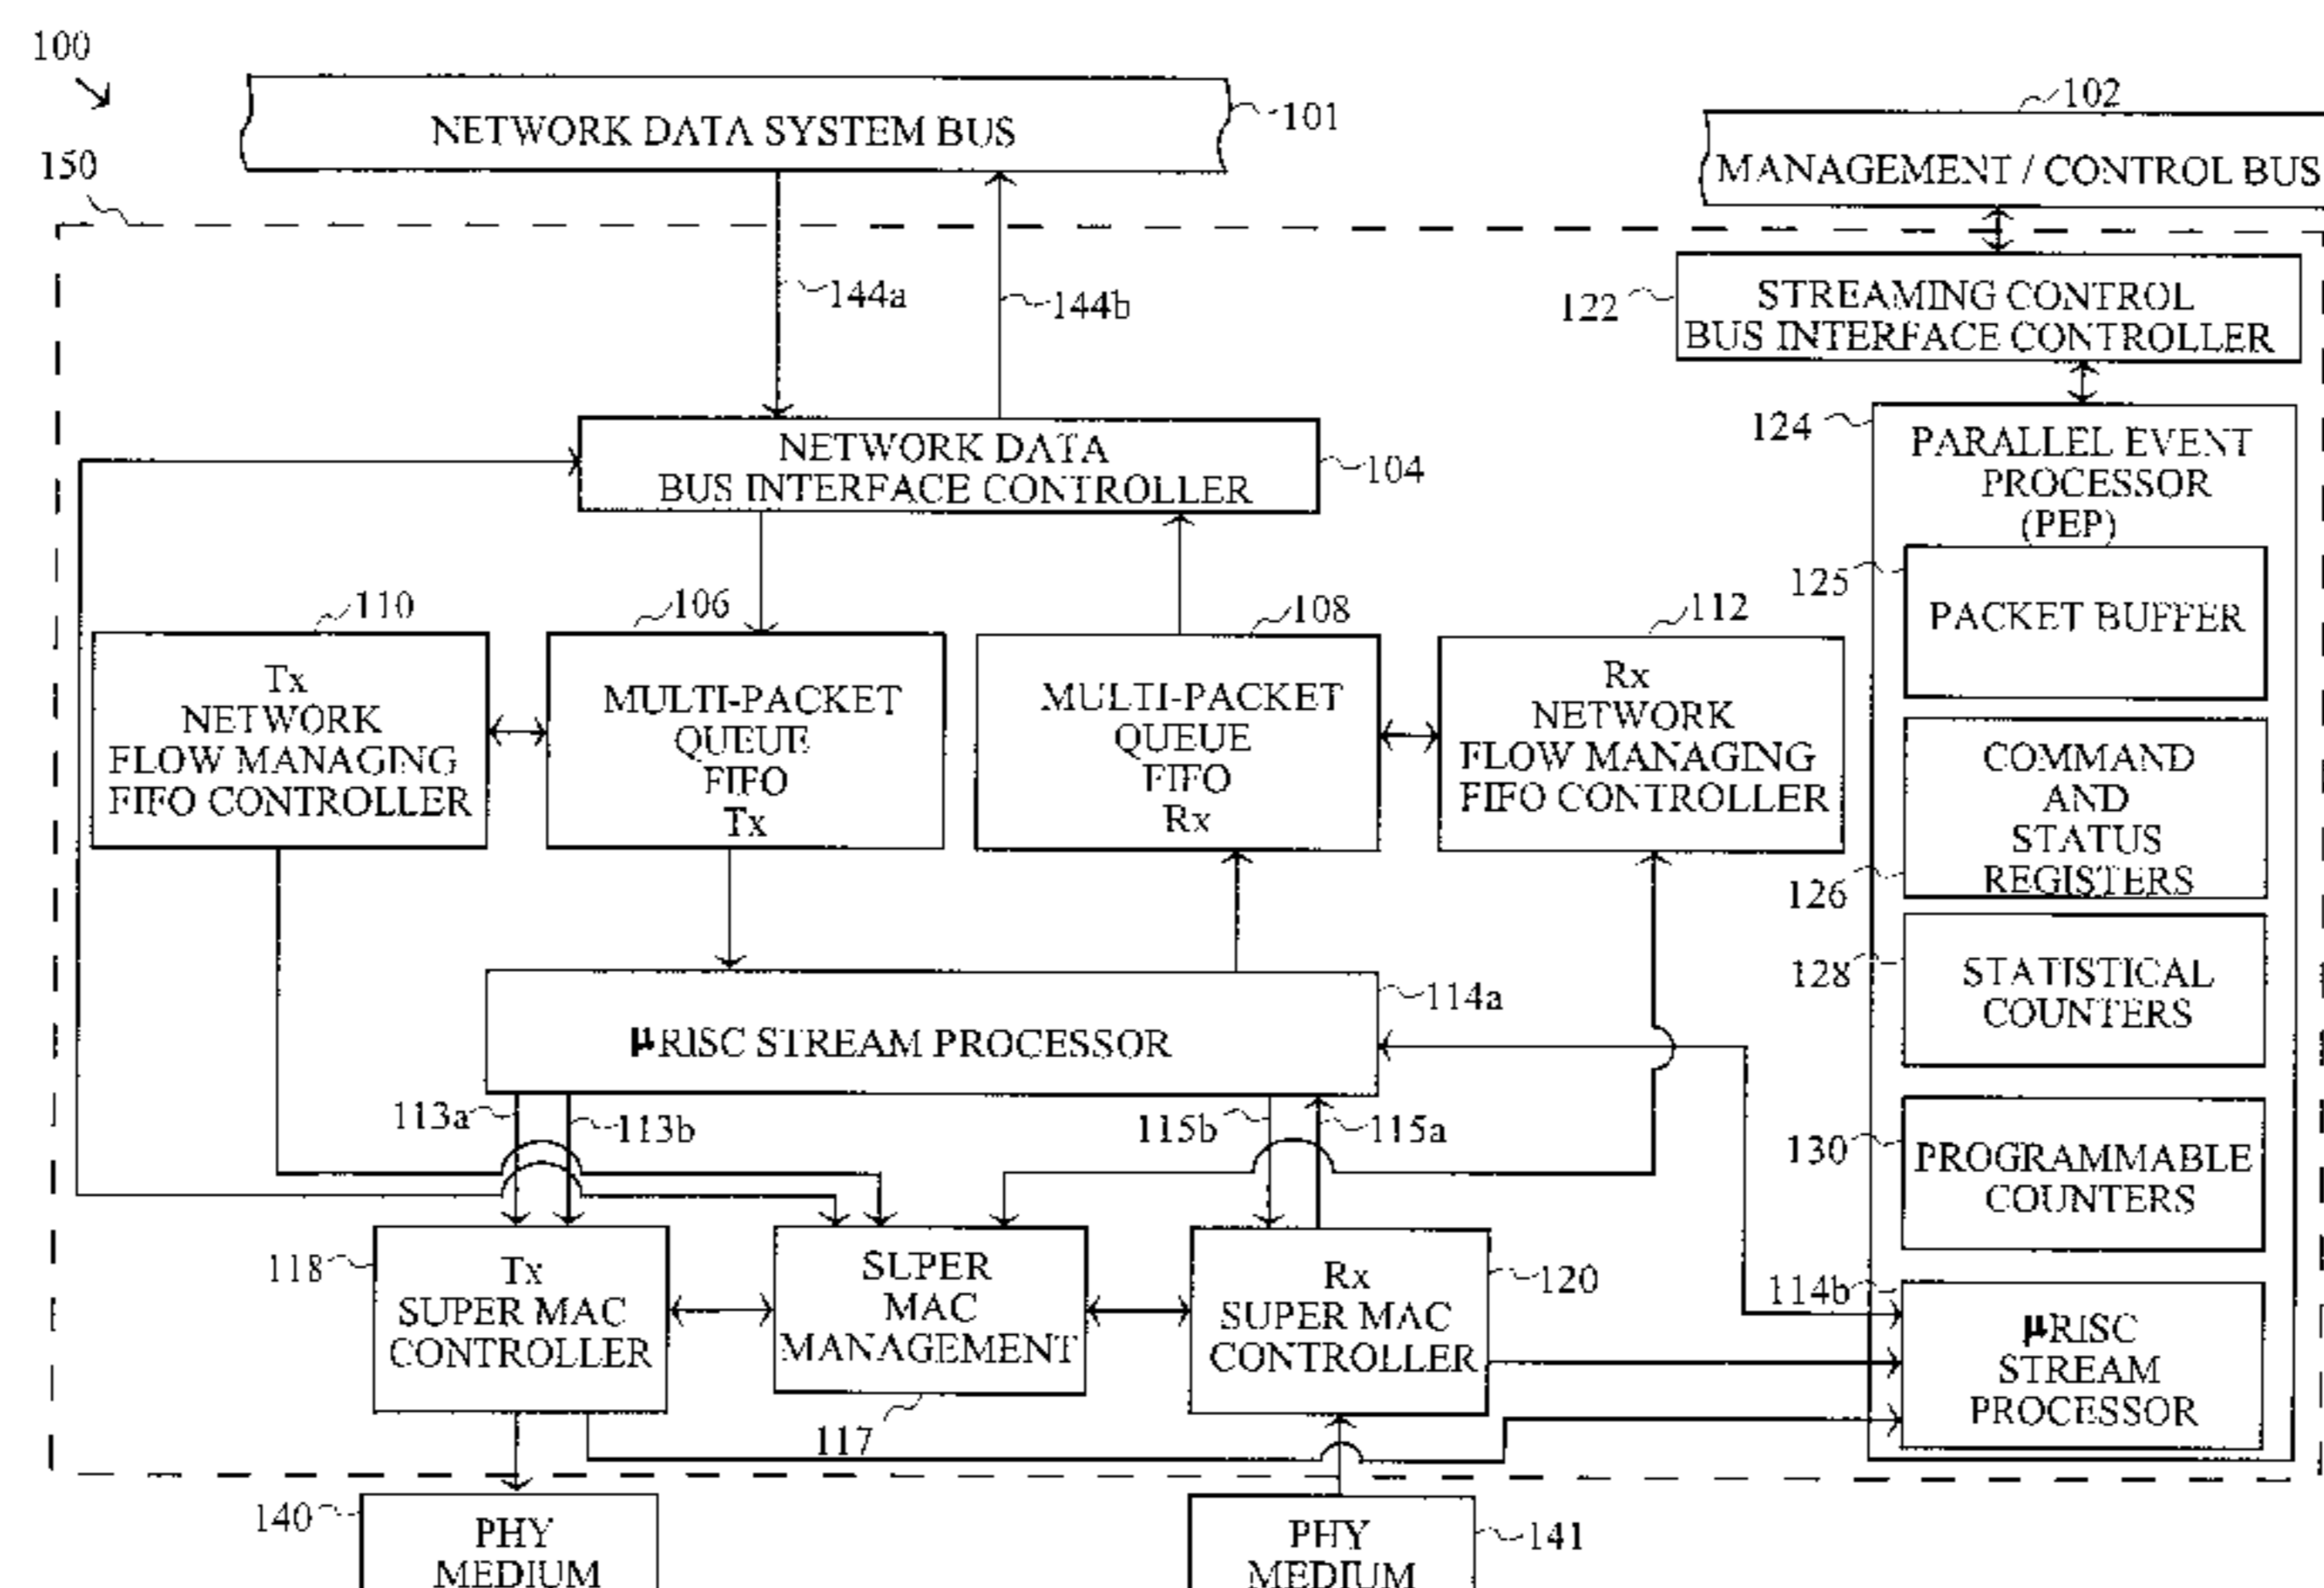 100
NETWORK DATA SYSTEM BUS
101
102
MANAGEMENT / CONTROL BUS
150
144a
144b
122
STREAMING CONTROL
BUS INTERFACE CONTROLLER
NETWORK DATA
BUS INTERFACE CONTROLLER
104
124
PARALLEL EVENT
PROCESSOR
(PEP)
125
PACKET BUFFER
110
Tx
NETWORK
FLOW MANAGING
FIFO CONTROLLER
106
MULTI-PACKET
QUEUE
FIFO
Tx
108
MULTI-PACKET
QUEUE
FIFO
Rx
112
Rx
NETWORK
FLOW MANAGING
FIFO CONTROLLER
COMMAND
AND
STATUS
REGISTERS
126
128
STATISTICAL
COUNTERS
114a
µRISC STREAM PROCESSOR
113a
113b
115b
115a
130
PROGRAMMABLE
COUNTERS
118
Tx
SUPER MAC
CONTROLLER
SUPER
MAC
MANAGEMENT
117
Rx
SUPER MAC
CONTROLLER
120
114b
µRISC
STREAM
PROCESSOR
140
PHY
MEDIUM
PHY
MEDIUM
141